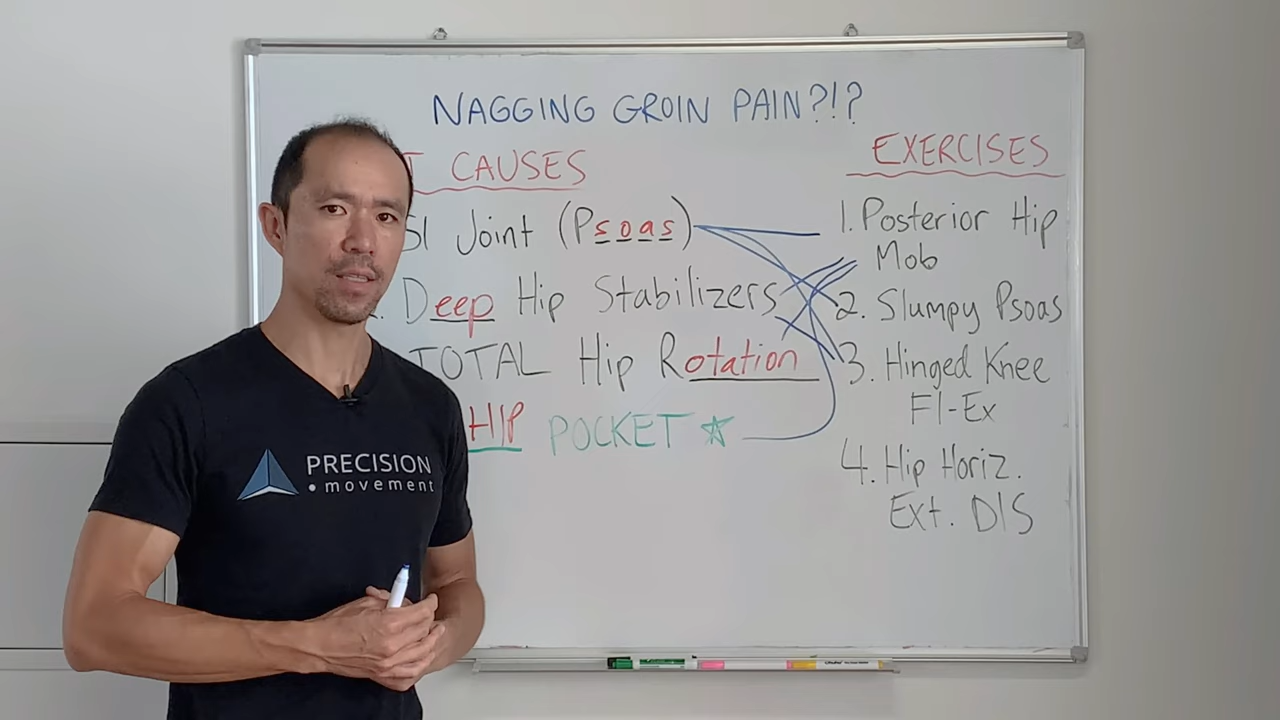 NAGGING GROIN PAIN?!?
CAUSES
SI Joint (Psoas)
Deep Hip Stabilizers
TOTAL Hip Rotation
HIP POCKET
EXERCISES
1. Posterior Hip
Mob
2. Slumpy Psoas
3. Hinged Knee
Fl-Ex
4. Hip Horiz.
Ext. DIS
PRECISION
• movement